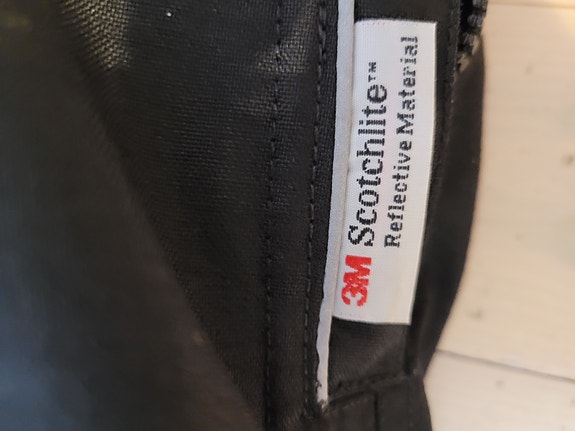 3M Scotchlite™
Reflective Material